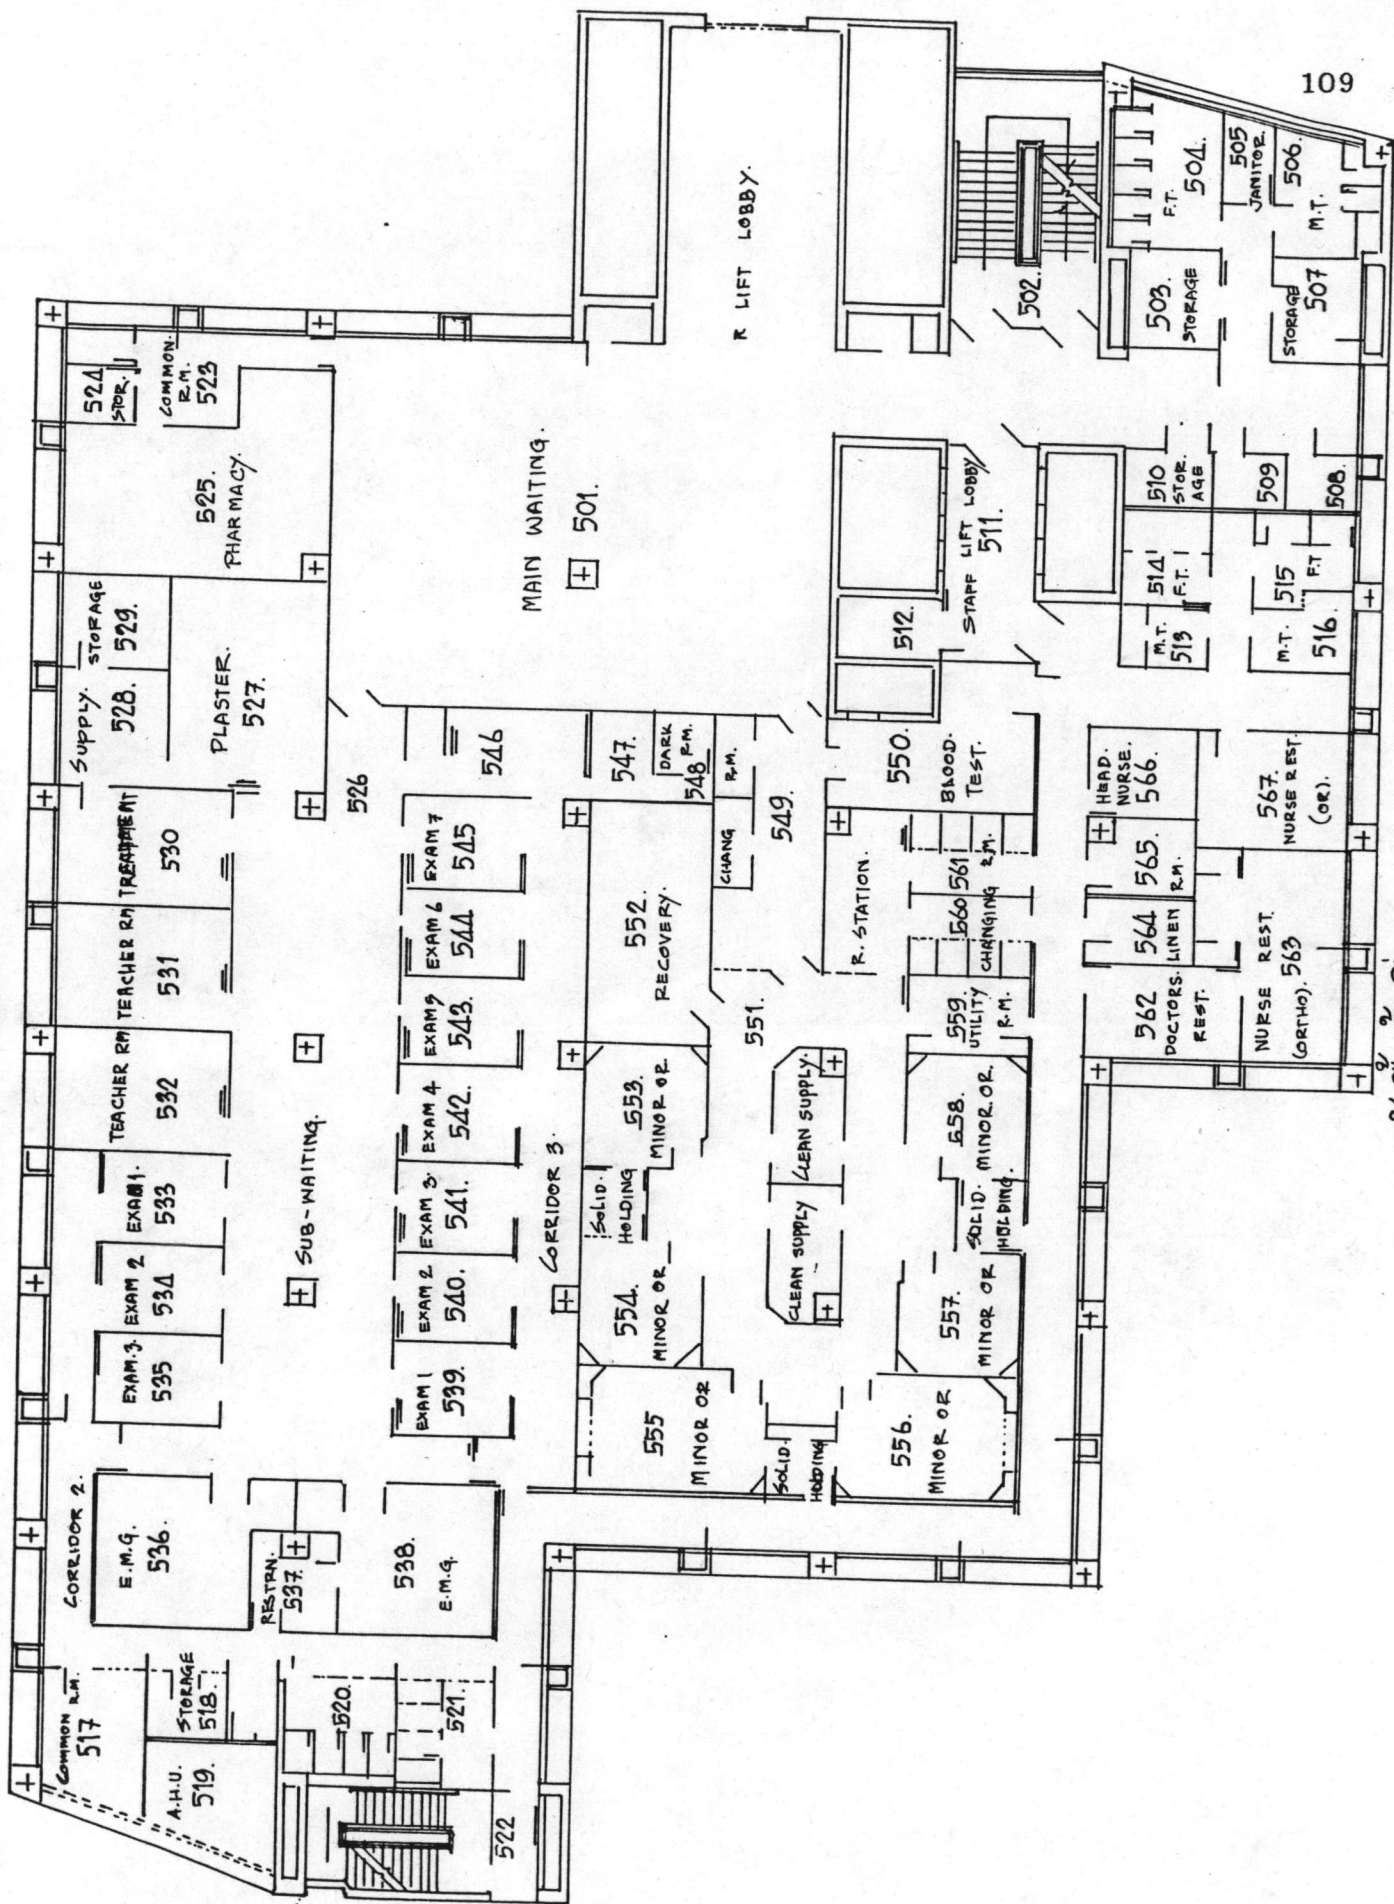 109
R LIFT LOBBY.
502.
F.T.
504.
505
JANITOR.
506.
M.T.
503.
STORAGE
STORAGE
507
524
STOR.
COMMON.
R.M.
523
525.
PHARMACY.
MAIN WAITING.
501.
STAFF LIFT LOBBY
511.
512.
510
STOR.
AGE
509
508.
514
F.T.
M.T.
513
515
F.T
M.T.
516.
SUPPLY.
528.
STORAGE
529.
PLASTER.
527.
526
546
547.
DARK
R.M.
548
CHANG R.M.
549.
550.
BLOOD
TEST.
HEAD.
NURSE.
566.
567.
NURSE REST.
(OR).
TREATMENT
530
TEACHER RM
531
TEACHER RM
532
EXAM 1.
533
EXAM 2
534
EXAM.3.
535
SUB-WAITING.
EXAM 7
545
EXAM 6
544
EXAM 5
543.
EXAM 4
542.
EXAM 3.
541.
EXAM 2
540.
EXAM 1
539.
CORRIDOR 3.
552.
RECOVERY.
551.
R. STATION.
560 561
CHANGING R.M.
559.
UTILITY
R.M.
565.
564
LINEN R.M.
562
DOCTORS.
REST.
NURSE REST.
(ORTHO). 563
553.
MINOR OR.
SOLID.
HOLDING
554.
MINOR OR
555
MINOR OR
CLEAN SUPPLY.
CLEAN SUPPLY
558.
MINOR OR.
SOLID.
HOLDING.
557.
MINOR OR
556.
MINOR OR
SOLID.
HOLDING
CORRIDOR 2.
E.M.G.
536.
RESTRN.
537.
538.
E.M.G.
COMMON R.M.
517
STORAGE
518.
A.H.U.
519.
520.
521.
522